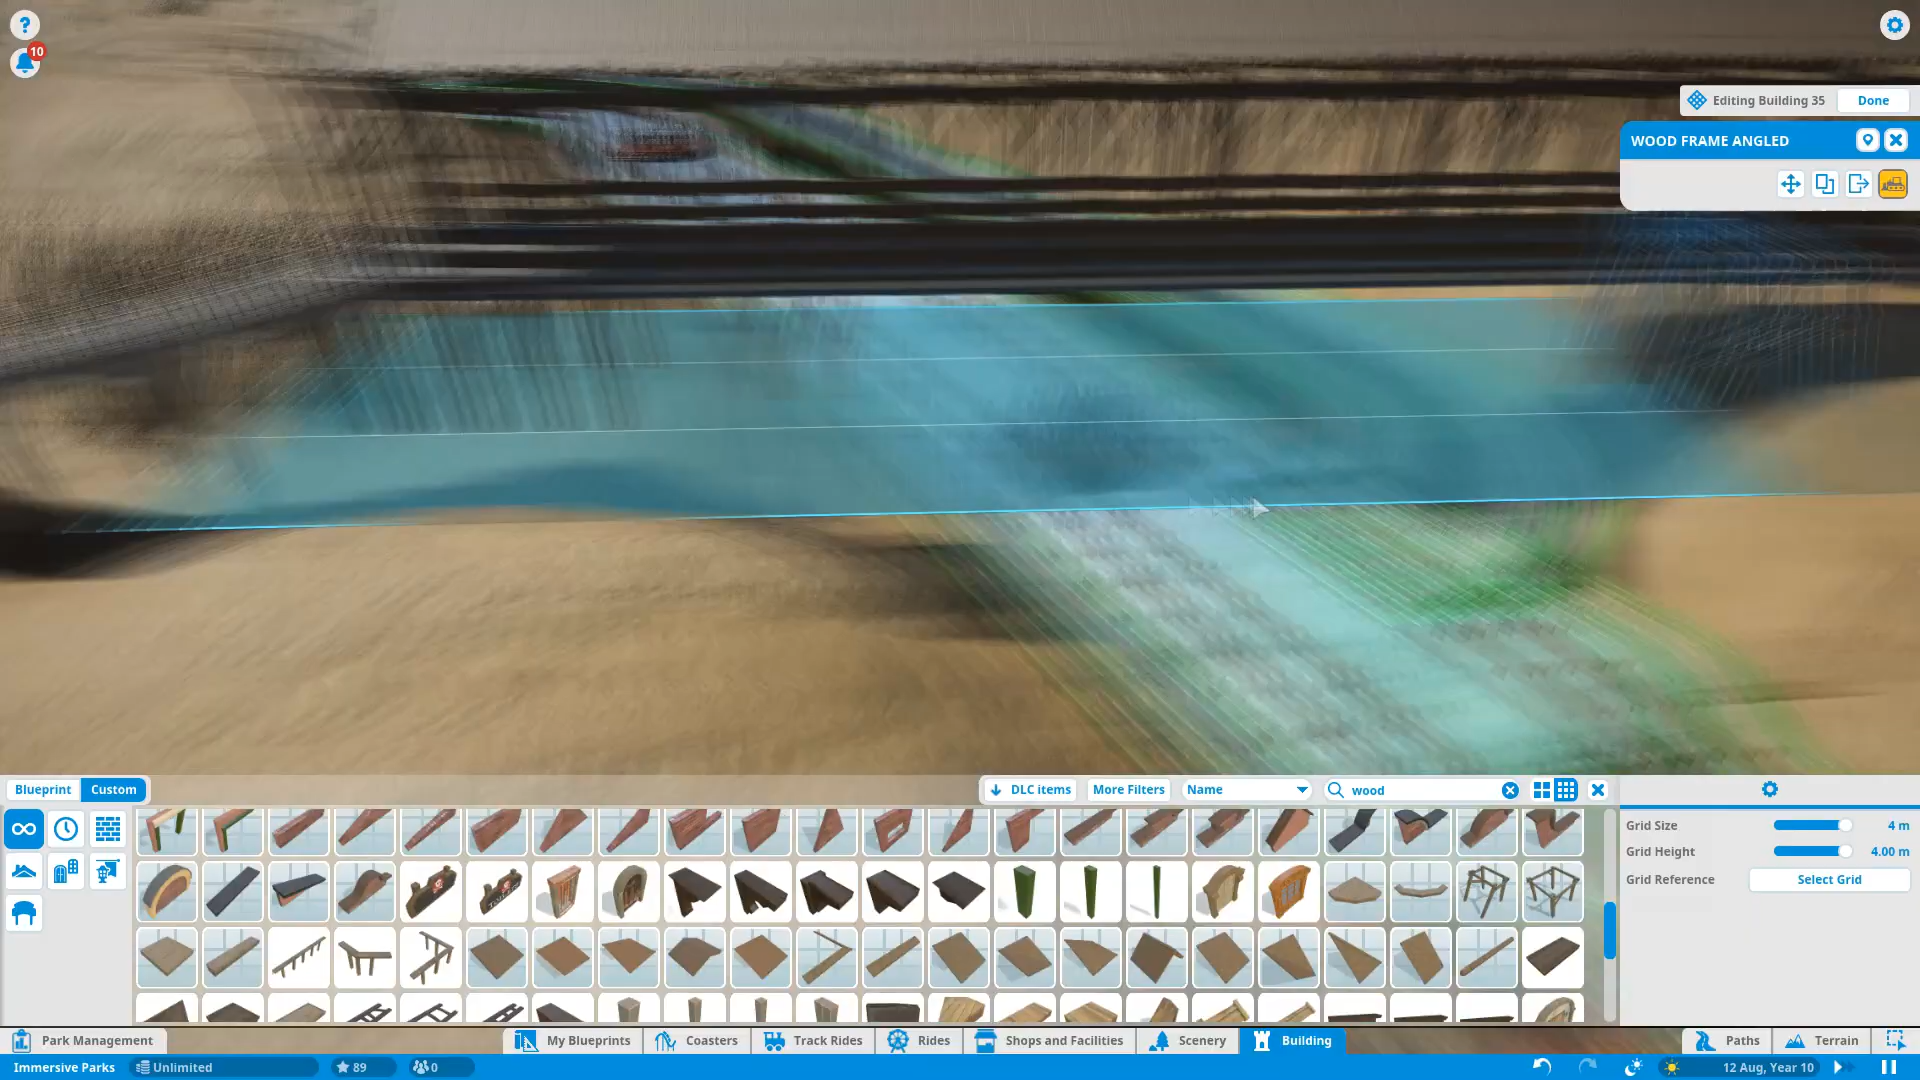 ?
10
Editing Building 35 Done
WOOD FRAME ANGLED
Blueprint Custom
DLC items More Filters Name wood
Grid Size 4 m
Grid Height 4.00 m
Grid Reference Select Grid
Park Management My Blueprints Coasters Track Rides Rides Shops and Facilities Scenery Building Paths Terrain
Immersive Parks Unlimited 89 0 12 Aug, Year 10